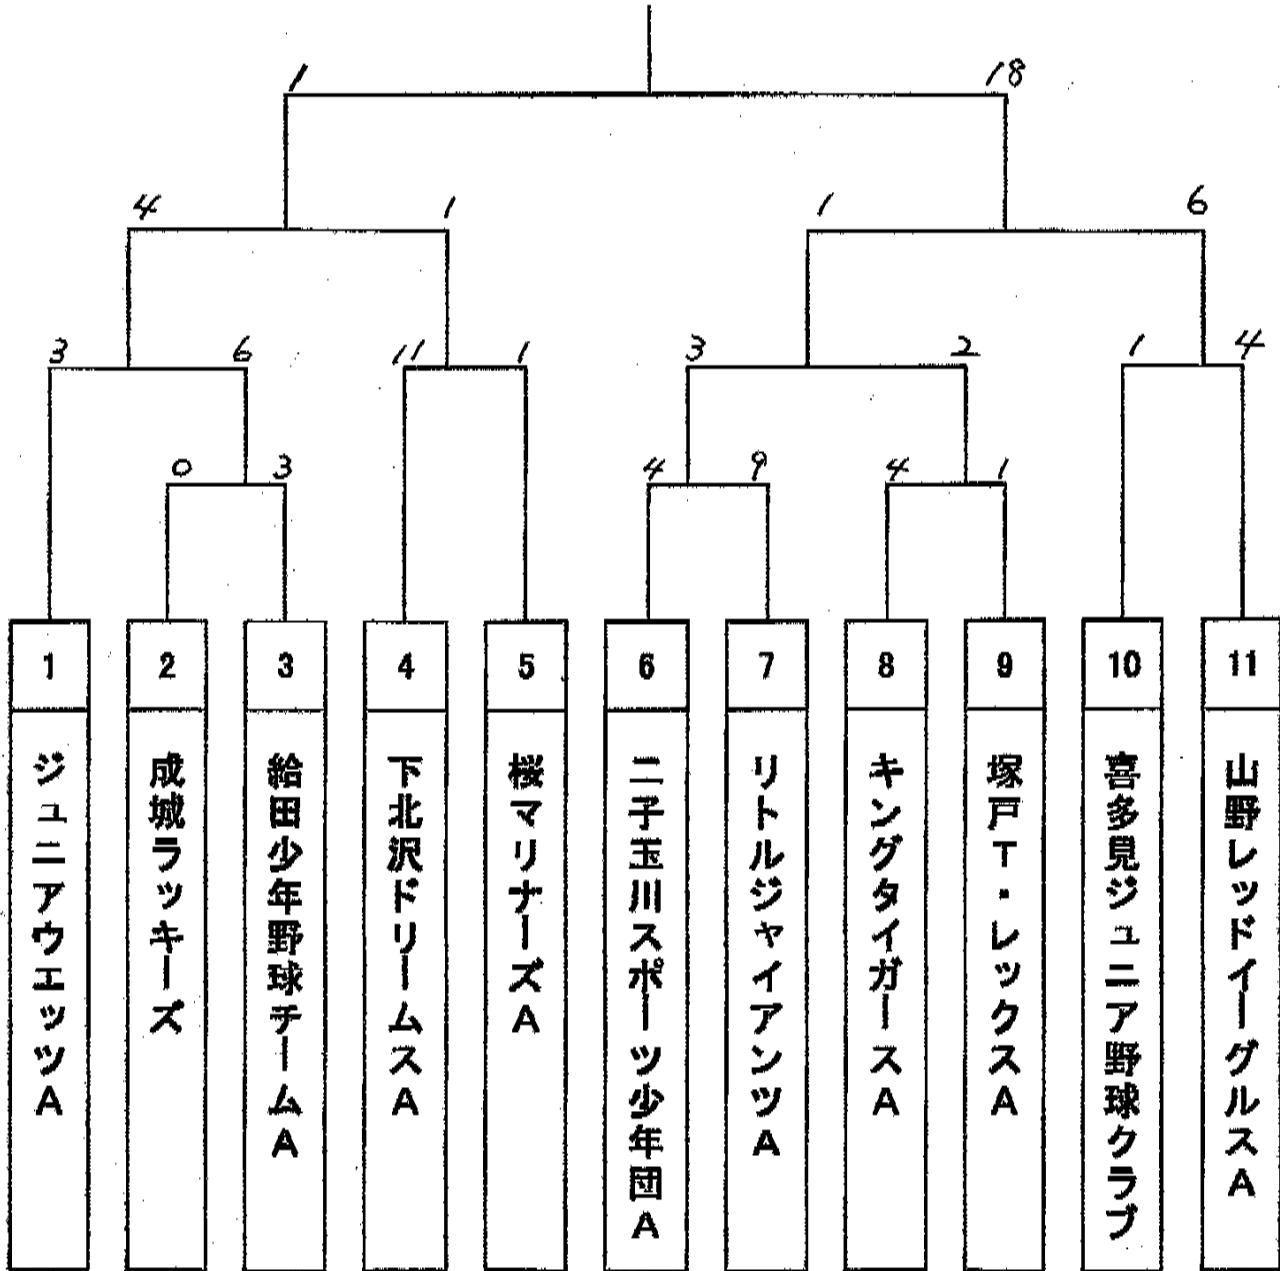 1 18
4 1 1 6
3 6 11 1 3 2 1 4
0 3 4 9 4 1
1 2 3 4 5 6 7 8 9 10 11
ジュニアウエッツA
成城ラッキーズ
給田少年野球チームA
下北沢ドリームスA
桜マリナーズA
二子玉川スポーツ少年団A
リトルジャイアンツA
キングタイガースA
塚戸T・レックスA
喜多見ジュニア野球クラブ
山野レッドイーグルスA